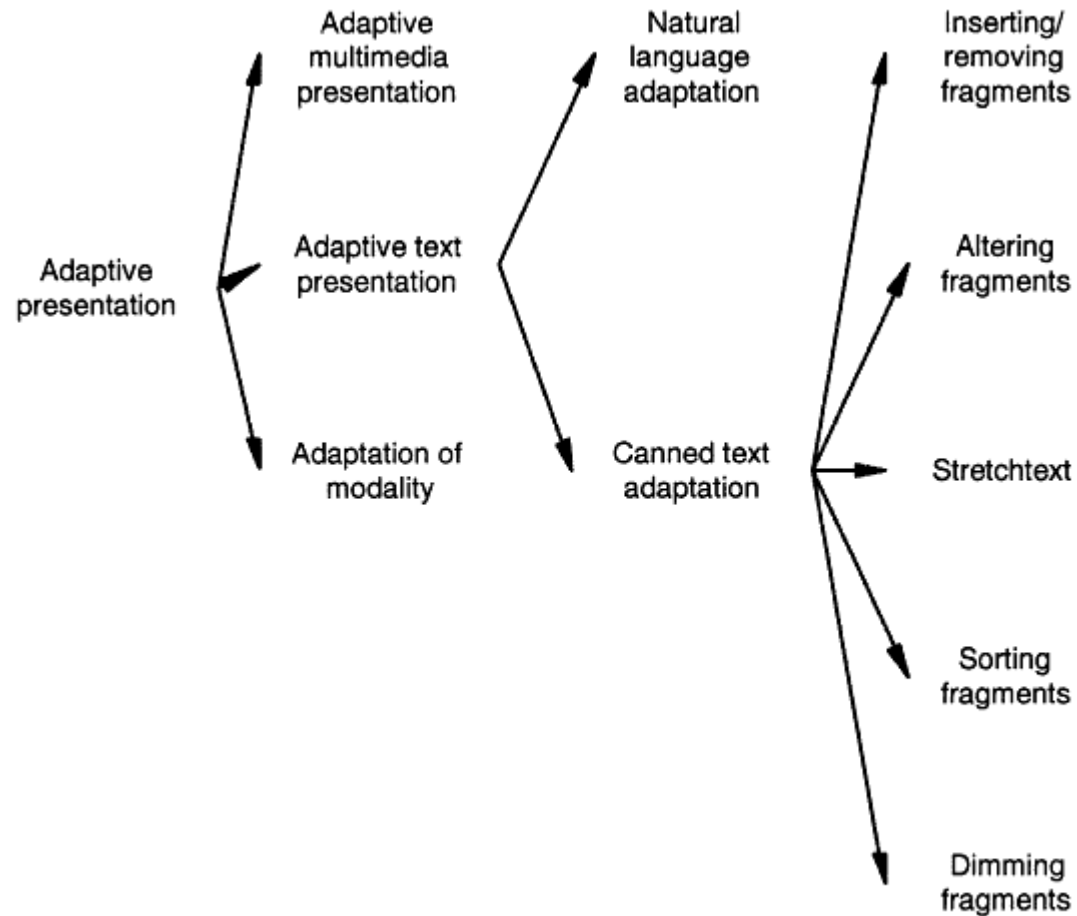 Adaptive
presentation
Adaptive
multimedia
presentation
Adaptive text
presentation
Adaptation of
modality
Natural
language
adaptation
Canned text
adaptation
Inserting/
removing
fragments
Altering
fragments
Stretchtext
Sorting
fragments
Dimming
fragments